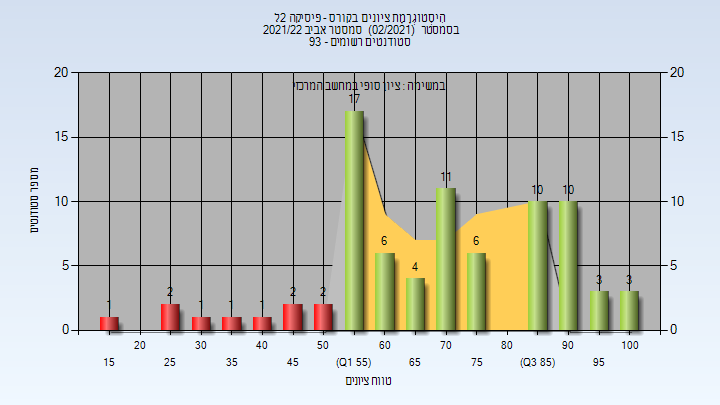 היסטוגרמת ציונים בקורס - פיסיקה 2ל
בסמסטר (02/2021) סמסטר אביב 2021/22
סטודנטים רשומים - 93
במשימה : ציון סופי במחשב המרכזי
20 20
15 15
10 10
5 5
0 0
מספר סטודנטים
1 2 1 1 1 2 2 17 6 4 11 6 10 10 3 3
20 30 40 50 60 70 80 90 100
15 25 35 45 (Q1 55) 65 75 (Q3 85) 95
טווח ציונים